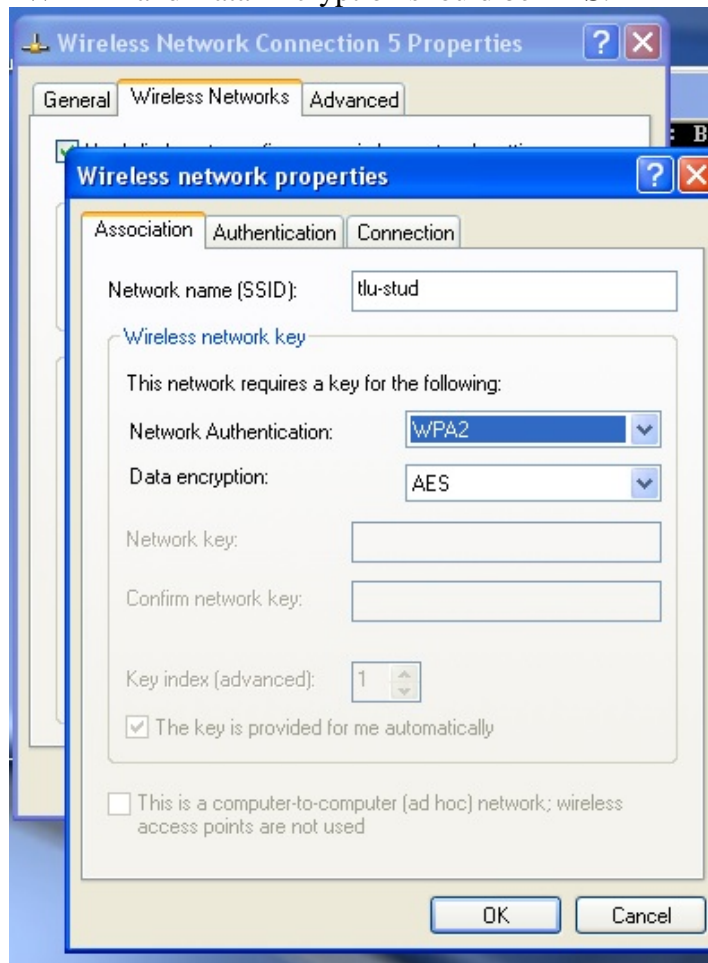 Wireless Network Connection 5 Properties
General Wireless Networks Advanced
Wireless network properties
Association Authentication Connection
Network name (SSID): tlu-stud
Wireless network key
This network requires a key for the following:
Network Authentication: WPA2
Data encryption: AES
Network key:
Confirm network key:
Key index (advanced): 1
The key is provided for me automatically
This is a computer-to-computer (ad hoc) network; wireless
access points are not used
OK Cancel